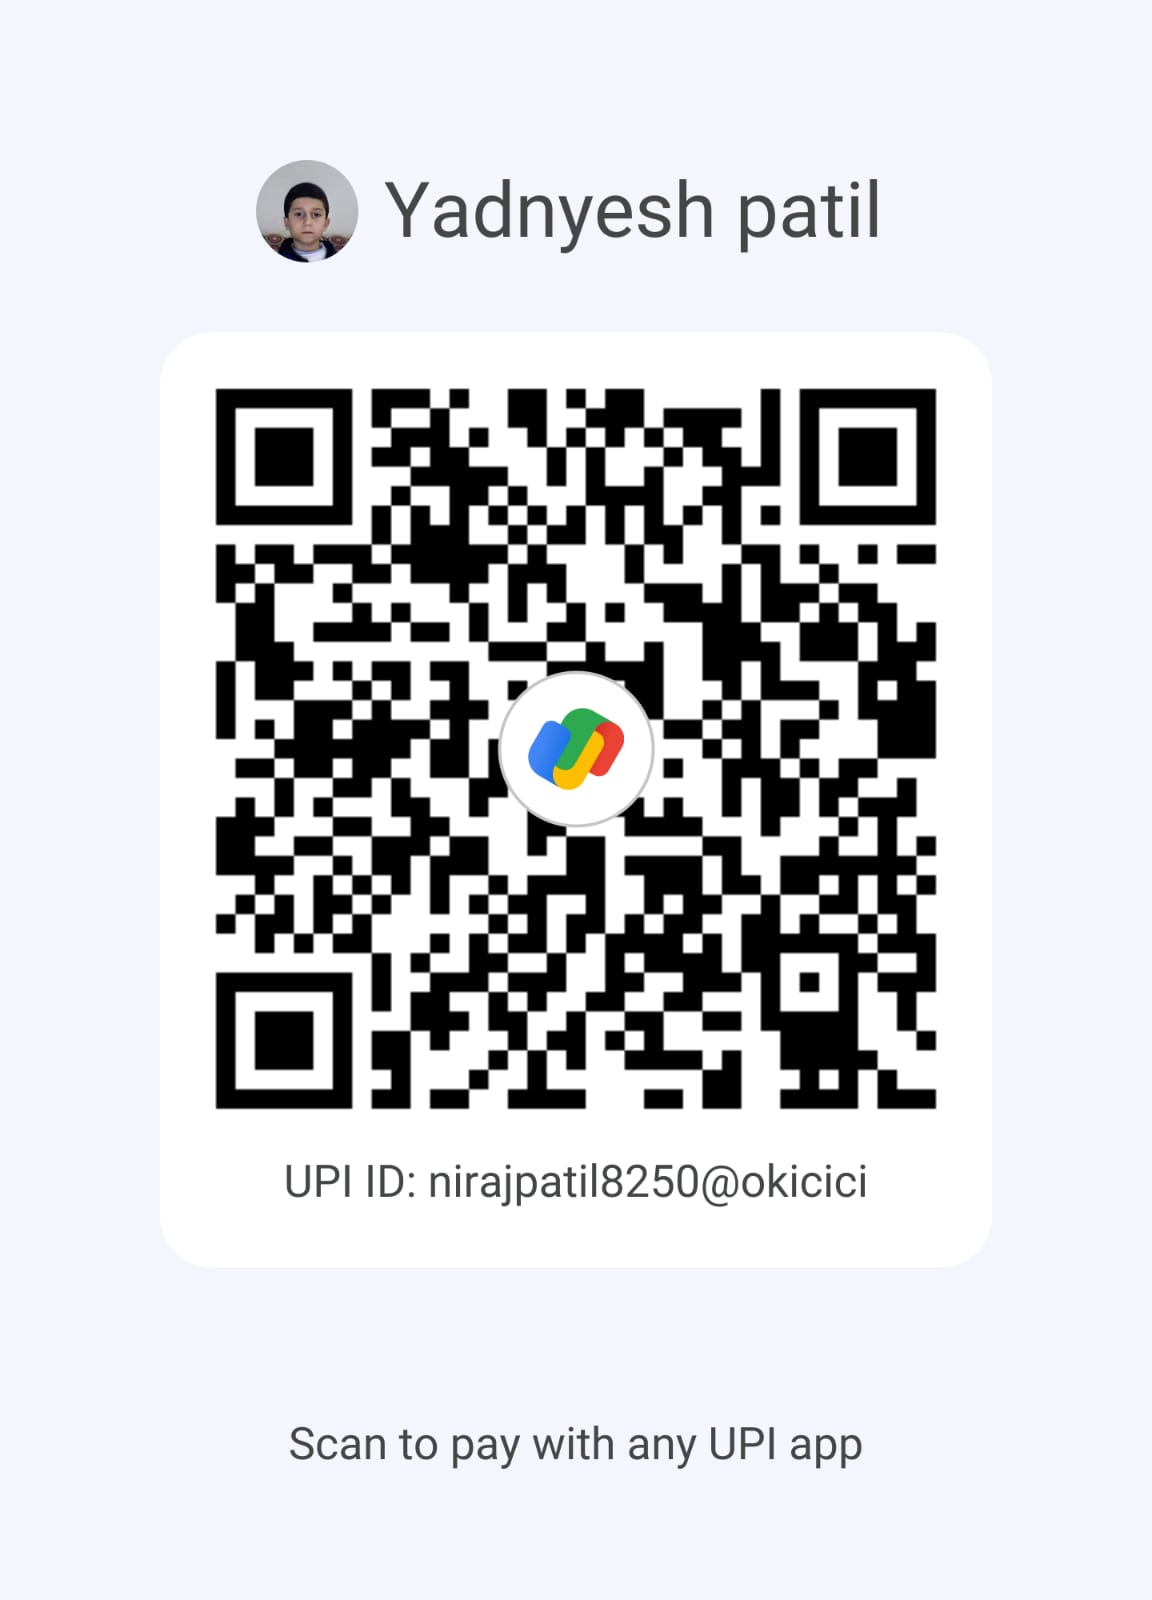 Yadnyesh patil
UPI ID: nirajpatil8250@okicici
Scan to pay with any UPI app